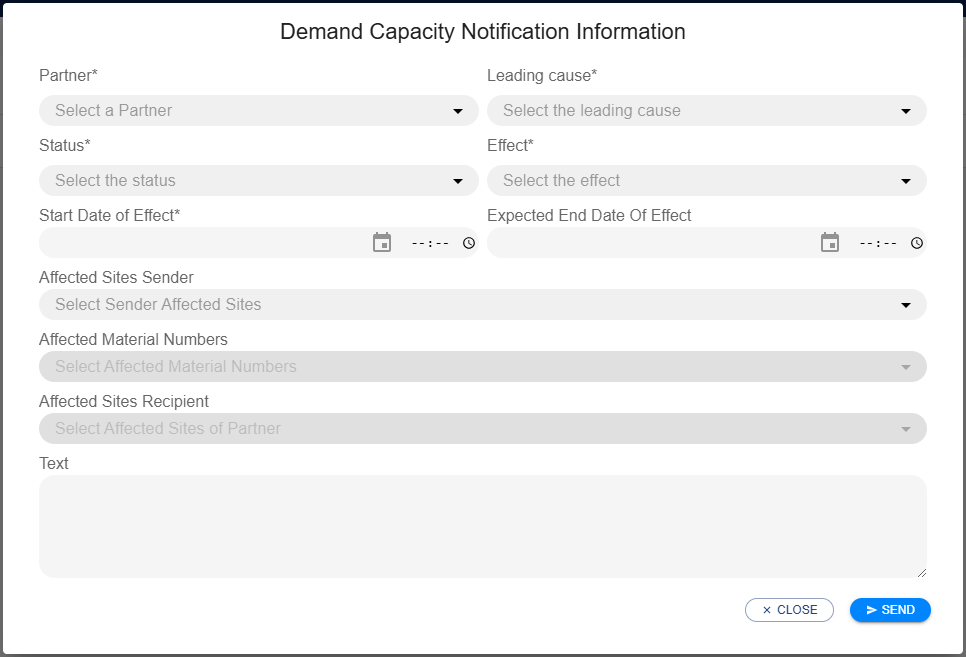 Demand Capacity Notification Information
Partner* Leading cause*
Select a Partner Select the leading cause
Status* Effect*
Select the status Select the effect
Start Date of Effect* Expected End Date Of Effect
--:-- --:--
Affected Sites Sender
Select Sender Affected Sites
Affected Material Numbers
Select Affected Material Numbers
Affected Sites Recipient
Select Affected Sites of Partner
Text
CLOSE SEND